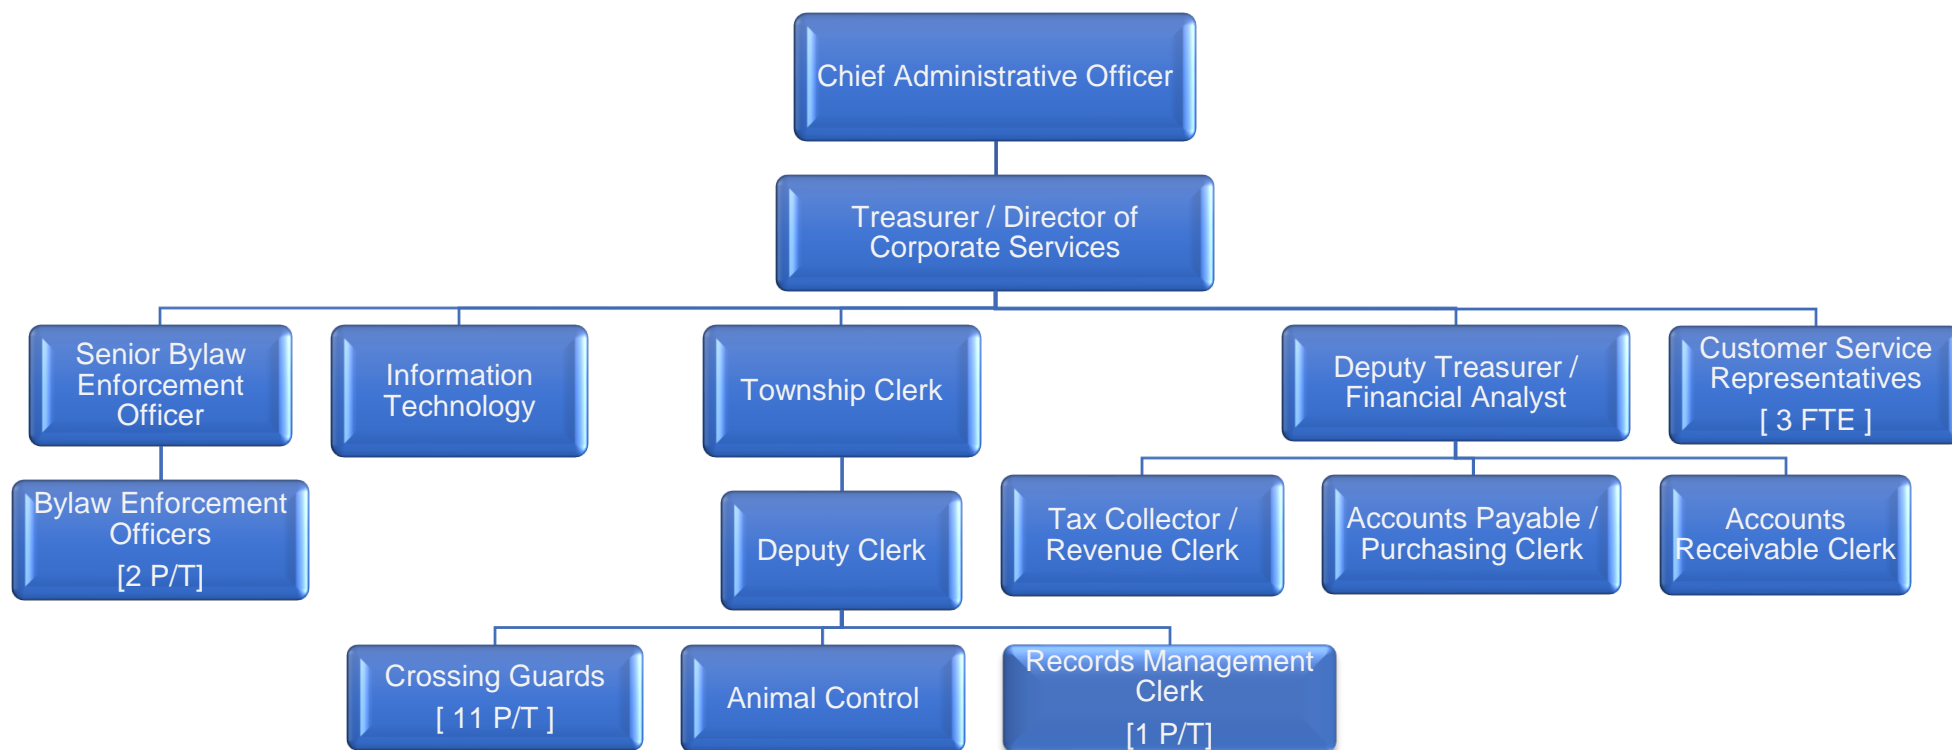 Chief Administrative Officer
Treasurer / Director of
Corporate Services
Senior Bylaw
Enforcement
Officer
Information
Technology
Township Clerk
Deputy Treasurer /
Financial Analyst
Customer Service
Representatives
[ 3 FTE ]
Bylaw Enforcement
Officers
[2 P/T]
Deputy Clerk
Tax Collector /
Revenue Clerk
Accounts Payable /
Purchasing Clerk
Accounts
Receivable Clerk
Crossing Guards
[ 11 P/T ]
Animal Control
Records Management
Clerk
[1 P/T]